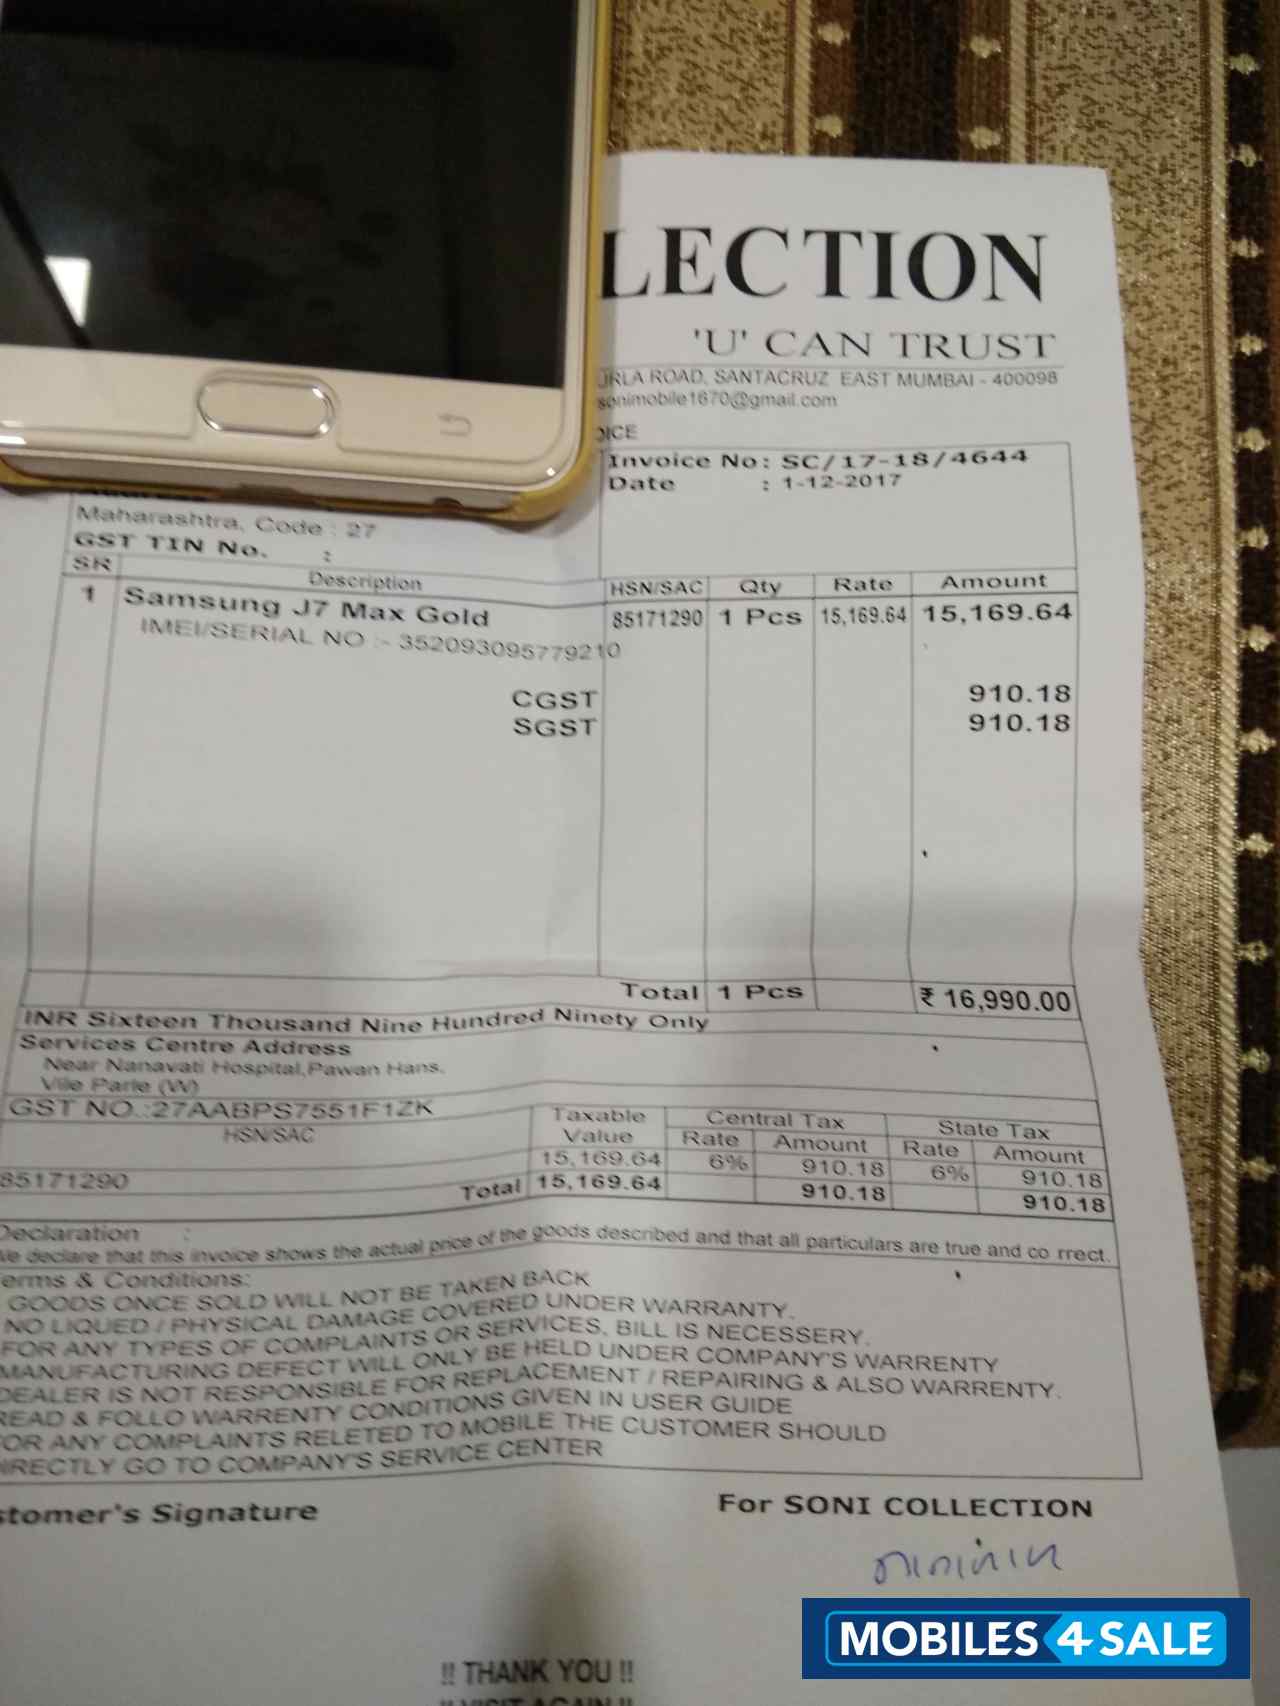 LECTION
'U' CAN TRUST
URLA ROAD, SANTACRUZ EAST MUMBAI - 400098
sonimobile1670@gmail.com
OICE
Invoice No: SC/17-18/4644
Date : 1-12-2017
Maharashtra, Code : 27
GST TIN No. :
SR Description HSN/SAC Qty Rate Amount
1 Samsung J7 Max Gold 85171290 1 Pcs 15,169.64 15,169.64
IMEI/SERIAL NO :- 352093095779210
CGST 910.18
SGST 910.18
Total 1 Pcs ₹ 16,990.00
INR Sixteen Thousand Nine Hundred Ninety Only
Services Centre Address
Near Nanavati Hospital,Pawan Hans.
Vile Parle (W)
GST NO.:27AABPS7551F1ZK
HSN/SAC Taxable Value Central Tax State Tax
Rate Amount Rate Amount
85171290 15,169.64 6% 910.18 6% 910.18
Total 15,169.64 910.18 910.18
Declaration :
We declare that this invoice shows the actual price of the goods described and that all particulars are true and co rrect.
erms & Conditions:
GOODS ONCE SOLD WILL NOT BE TAKEN BACK
NO LIQUED / PHYSICAL DAMAGE COVERED UNDER WARRANTY.
FOR ANY TYPES OF COMPLAINTS OR SERVICES, BILL IS NECESSERY.
MANUFACTURING DEFECT WILL ONLY BE HELD UNDER COMPANY'S WARRENTY
DEALER IS NOT RESPONSIBLE FOR REPLACEMENT / REPAIRING & ALSO WARRENTY.
READ & FOLLO WARRENTY CONDITIONS GIVEN IN USER GUIDE
FOR ANY COMPLAINTS RELETED TO MOBILE THE CUSTOMER SHOULD
DIRECTLY GO TO COMPANY'S SERVICE CENTER
stomer's Signature
For SONI COLLECTION
MOBILES 4 SALE
!! THANK YOU !!
!! VISIT AGAIN !!